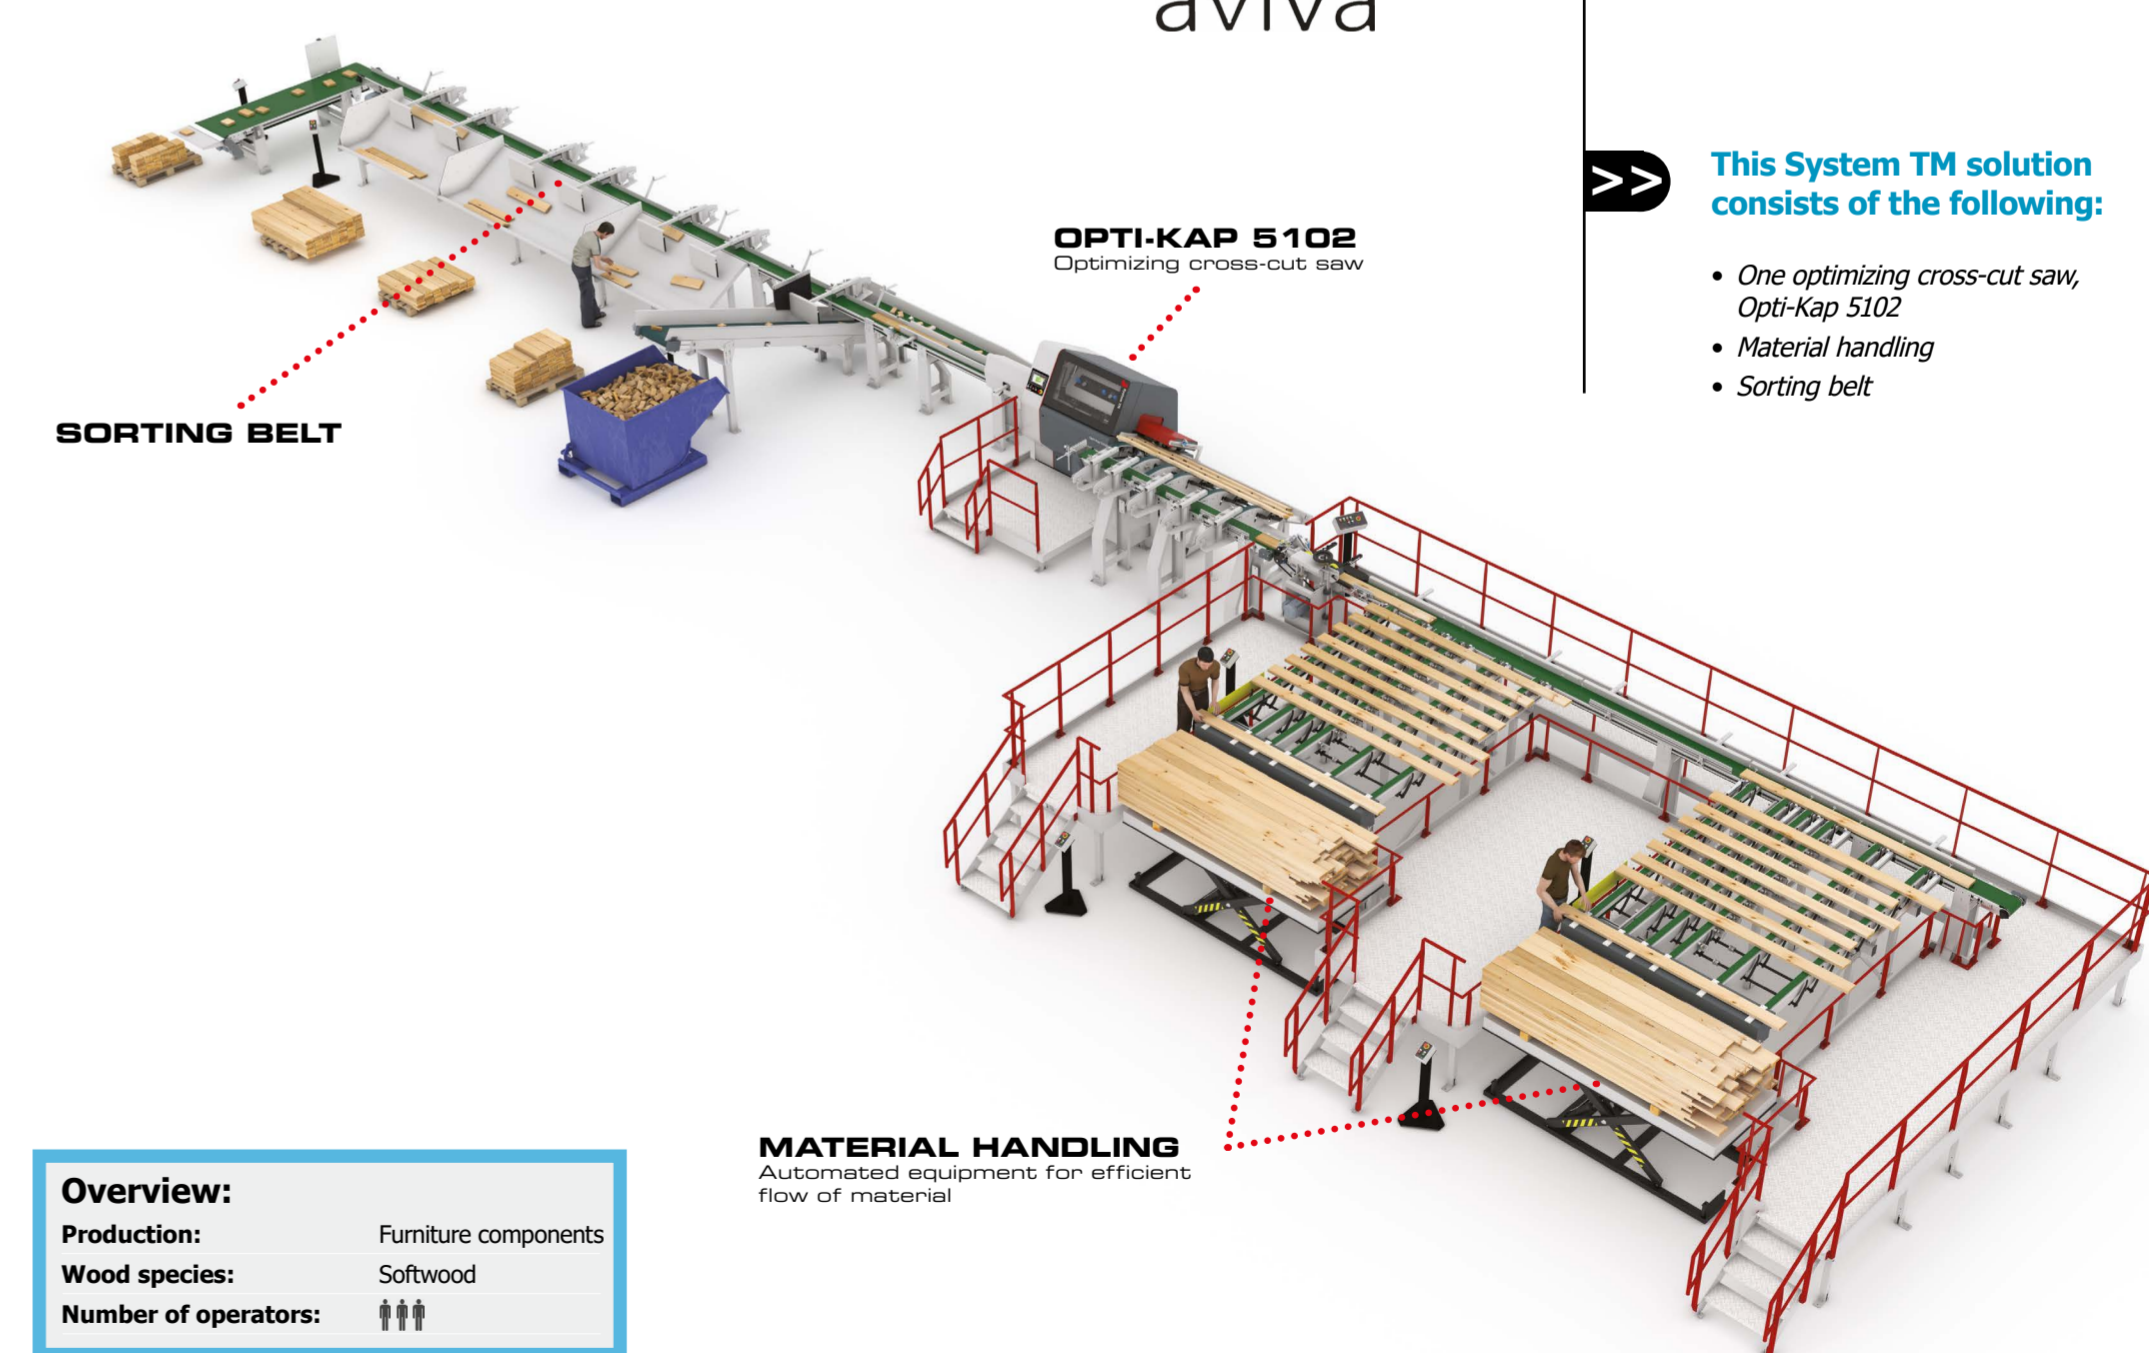 aviva
>>
This System TM solution
consists of the following:
• One optimizing cross-cut saw,
Opti-Kap 5102
• Material handling
• Sorting belt
OPTI-KAP 5102
Optimizing cross-cut saw
SORTING BELT
MATERIAL HANDLING
Automated equipment for efficient
flow of material
Overview:
Production: Furniture components
Wood species: Softwood
Number of operators: